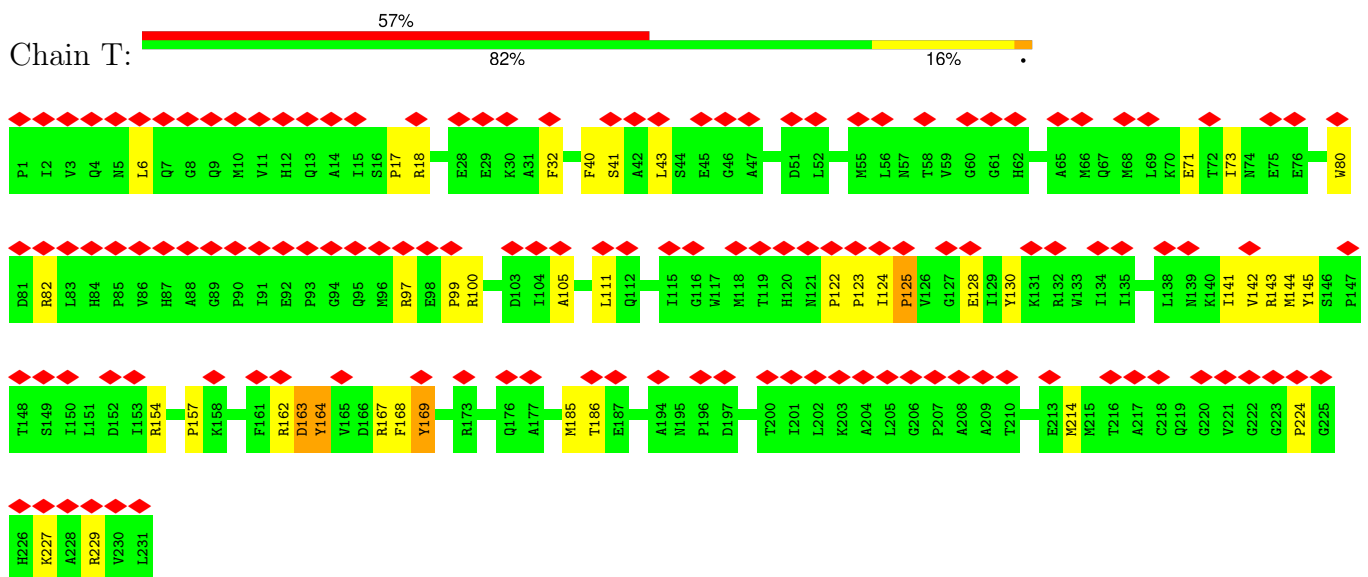 57%
Chain T:
82% 16% •
P1 I2 V3 Q4 N5 L6 Q7 G8 Q9 M10 V11 H12 Q13 A14 I15 S16 P17 R18 E28 E29 K30 A31 F32 F40 S41 A42 L43 S44 E45 G46 A47 D51 L52 M55 L56 N57 T58 V59 G60 G61 H62 A65 M66 Q67 M68 L69 K70 E71 T72 I73 N74 E75 E76 W80
D81 R82 L83 H84 P85 V86 H87 A88 G89 P90 I91 E92 P93 G94 Q95 M96 R97 E98 P99 R100 D103 I104 A105 L111 Q112 I115 G116 W117 M118 T119 H120 N121 P122 P123 I124 P125 V126 G127 E128 I129 Y130 K131 R132 W133 I134 I135 L138 N139 K140 I141 V142 R143 M144 Y145 S146 P147
T148 S149 I150 L151 D152 I153 R154 P157 K158 F161 R162 D163 Y164 V165 D166 R167 F168 Y169 R173 Q176 A177 M185 T186 E187 A194 N195 P196 D197 T200 I201 L202 K203 A204 L205 G206 P207 A208 A209 T210 E213 M214 M215 T216 A217 C218 Q219 G220 V221 G222 G223 P224 G225
H226 K227 A228 R229 V230 L231